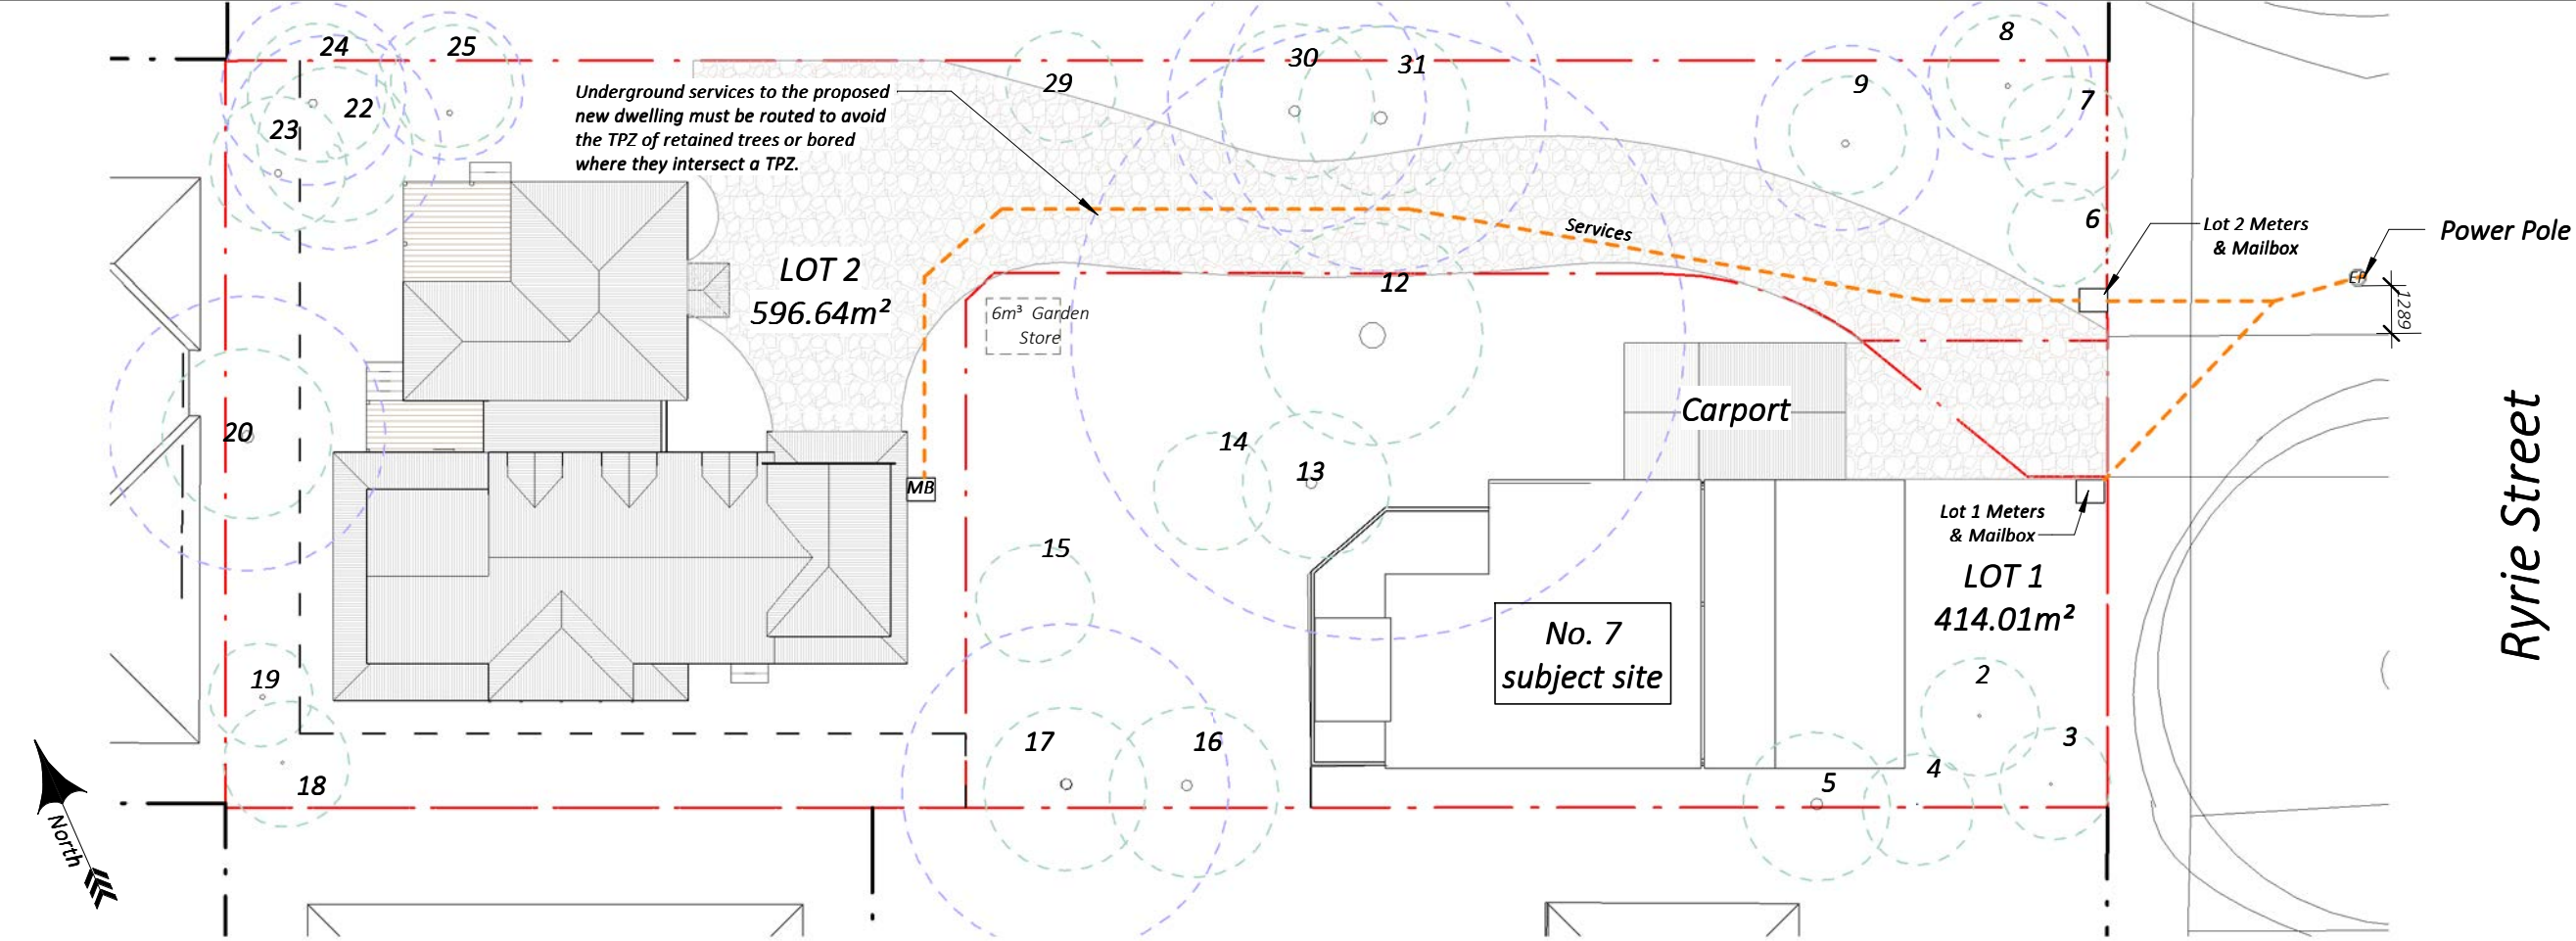 24
25
8
30
31
29
9
7
22
23
Underground services to the proposed
new dwelling must be routed to avoid
the TPZ of retained trees or bored
where they intersect a TPZ.
6
Lot 2 Meters
& Mailbox
Power Pole
Services
LOT 2
596.64m²
12
EP
1289
6m³ Garden
Store
Carport
20
14
13
MB
Ryrie Street
Lot 1 Meters
& Mailbox
15
LOT 1
414.01m²
No. 7
subject site
19
2
17
16
3
18
5
4
North